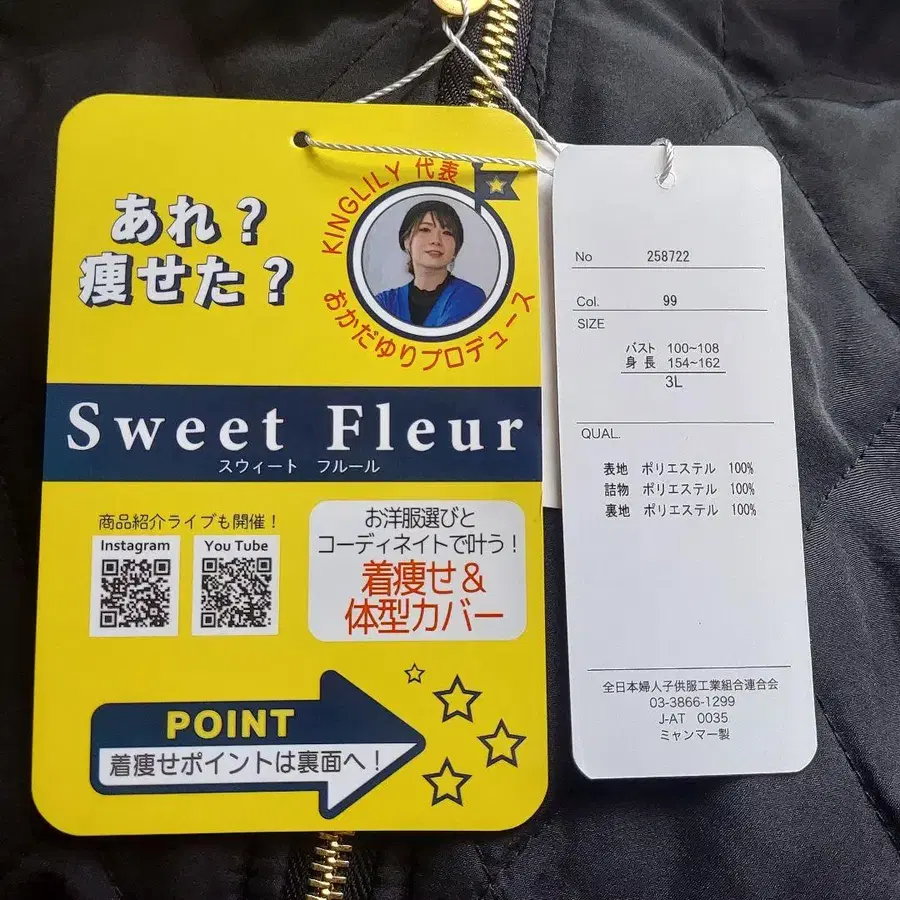 あれ？
痩せた？
KINGLILY 代表
おかだゆりプロデュース
Sweet Fleur
スウィート フルール
商品紹介ライブも開催！
Instagram
You Tube
お洋服選びと
コーディネイトで叶う！
着痩せ＆
体型カバー
POINT
着痩せポイントは裏面へ！
No 258722
Col. 99
SIZE
バスト 100~108
身長 154~162
3L
QUAL.
表地 ポリエステル 100%
詰物 ポリエステル 100%
裏地 ポリエステル 100%
全日本婦人子供服工業組合連合会
03-3866-1299
J-AT 0035
ミャンマー製